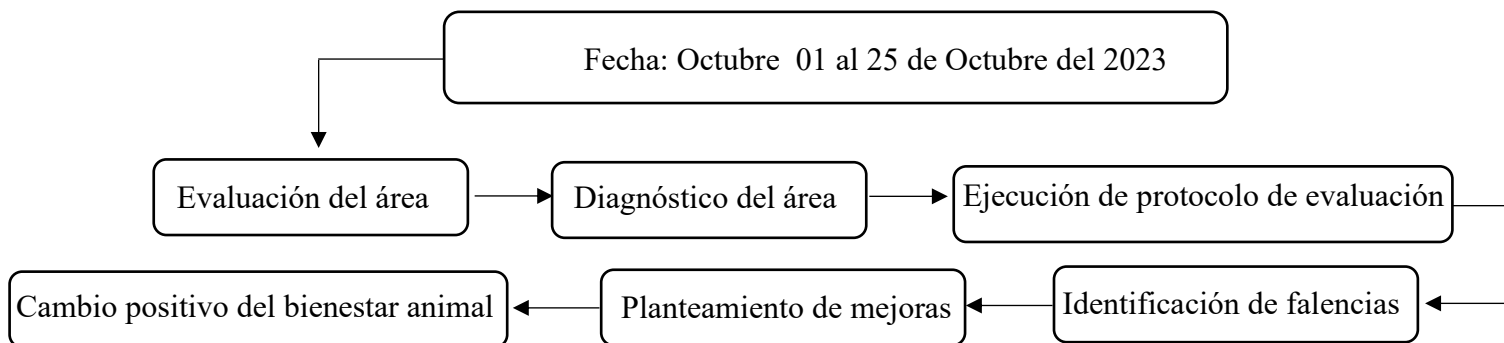 Fecha: Octubre  01 al 25 de Octubre del 2023
Evaluación del área
Diagnóstico del área
Ejecución de protocolo de evaluación
Identificación de falencias
Planteamiento de mejoras
Cambio positivo del bienestar animal